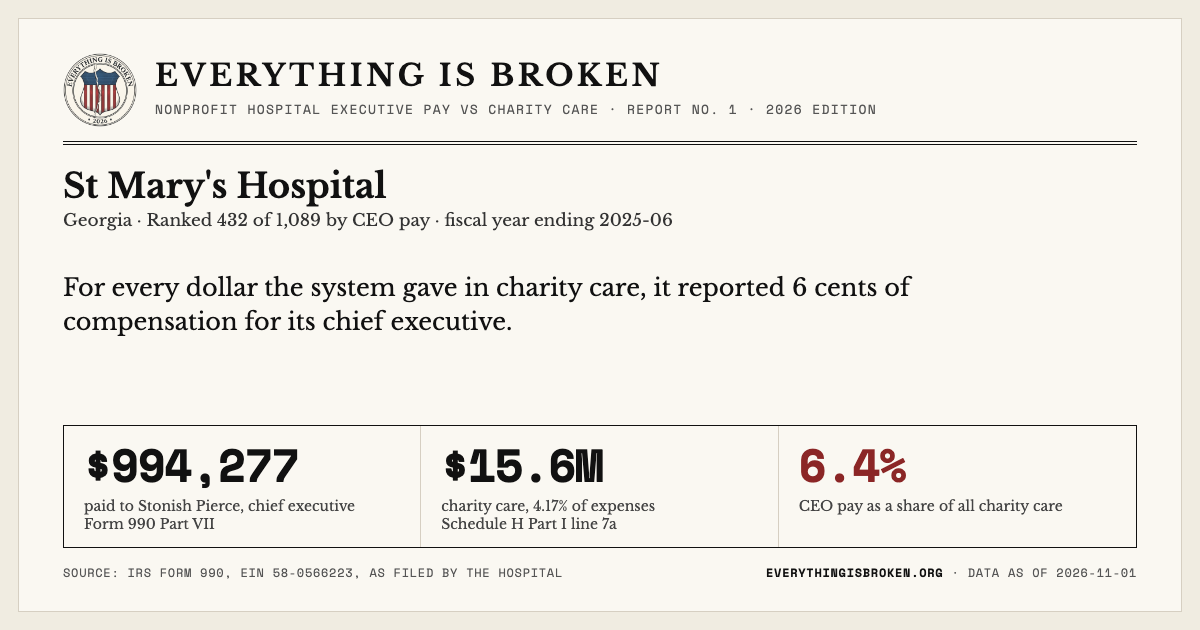 EVERYTHING IS BROKEN
• 2026 •
EVERYTHING IS BROKEN
NONPROFIT HOSPITAL EXECUTIVE PAY VS CHARITY CARE · REPORT NO. 1 · 2026 EDITION
St Mary's Hospital
Georgia · Ranked 432 of 1,089 by CEO pay · fiscal year ending 2025-06
For every dollar the system gave in charity care, it reported 6 cents of
compensation for its chief executive.
$994,277
paid to Stonish Pierce, chief executive
Form 990 Part VII
$15.6M
charity care, 4.17% of expenses
Schedule H Part I line 7a
6.4%
CEO pay as a share of all charity care
SOURCE: IRS FORM 990, EIN 58-0566223, AS FILED BY THE HOSPITAL
EVERYTHINGISBROKEN.ORG · DATA AS OF 2026-11-01